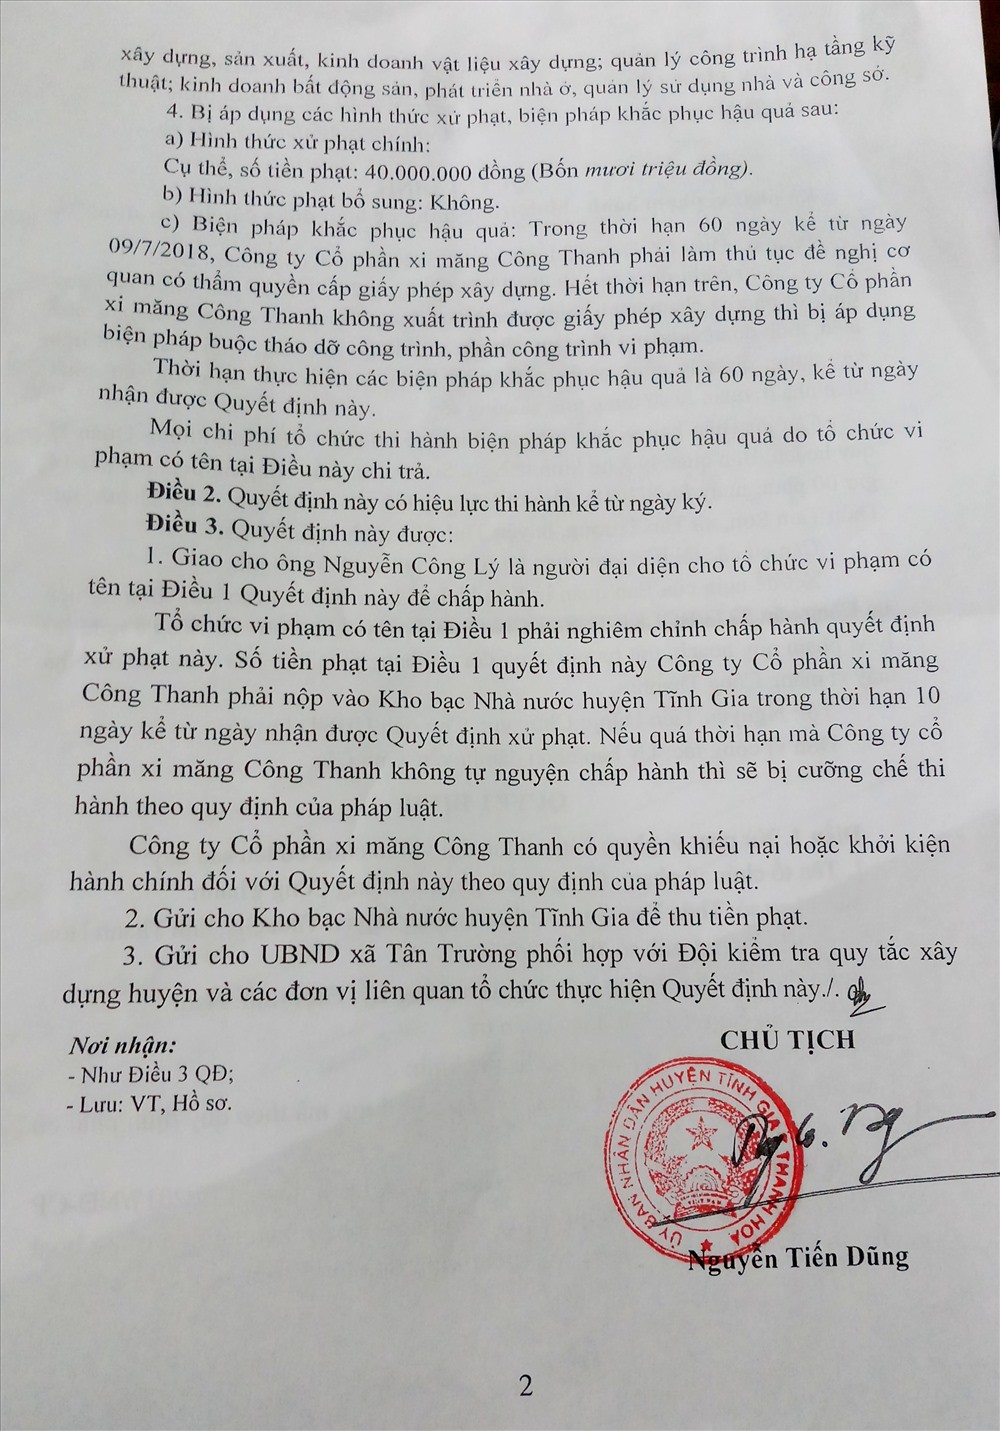 xây dựng, sản xuất, kinh doanh vật liệu xây dựng; quản lý công trình hạ tầng kỹ
thuật; kinh doanh bất động sản, phát triển nhà ở, quản lý sử dụng nhà và công sở.
4. Bị áp dụng các hình thức xử phạt, biện pháp khắc phục hậu quả sau:
a) Hình thức xử phạt chính:
Cụ thể, số tiền phạt: 40.000.000 đồng (Bốn mươi triệu đồng).
b) Hình thức phạt bổ sung: Không.
c) Biện pháp khắc phục hậu quả: Trong thời hạn 60 ngày kể từ ngày
09/7/2018, Công ty Cổ phần xi măng Công Thanh phải làm thủ tục đề nghị cơ
quan có thẩm quyền cấp giấy phép xây dựng. Hết thời hạn trên, Công ty Cổ phần
xi măng Công Thanh không xuất trình được giấy phép xây dựng thì bị áp dụng
biện pháp buộc tháo dỡ công trình, phần công trình vi phạm.
Thời hạn thực hiện các biện pháp khắc phục hậu quả là 60 ngày, kể từ ngày
nhận được Quyết định này.
Mọi chi phí tổ chức thi hành biện pháp khắc phục hậu quả do tổ chức vi
phạm có tên tại Điều này chi trả.
Điều 2. Quyết định này có hiệu lực thi hành kể từ ngày ký.
Điều 3. Quyết định này được:
1. Giao cho ông Nguyễn Công Lý là người đại diện cho tổ chức vi phạm có
tên tại Điều 1 Quyết định này để chấp hành.
Tổ chức vi phạm có tên tại Điều 1 phải nghiêm chỉnh chấp hành quyết định
xử phạt này. Số tiền phạt tại Điều 1 quyết định này Công ty Cổ phần xi măng
Công Thanh phải nộp vào Kho bạc Nhà nước huyện Tĩnh Gia trong thời hạn 10
ngày kể từ ngày nhận được Quyết định xử phạt. Nếu quá thời hạn mà Công ty cổ
phần xi măng Công Thanh không tự nguyện chấp hành thì sẽ bị cưỡng chế thi
hành theo quy định của pháp luật.
Công ty Cổ phần xi măng Công Thanh có quyền khiếu nại hoặc khởi kiện
hành chính đối với Quyết định này theo quy định của pháp luật.
2. Gửi cho Kho bạc Nhà nước huyện Tĩnh Gia để thu tiền phạt.
3. Gửi cho UBND xã Tân Trường phối hợp với Đội kiểm tra quy tắc xây
dựng huyện và các đơn vị liên quan tổ chức thực hiện Quyết định này./.
Nơi nhận:
- Như Điều 3 QĐ;
- Lưu: VT, Hồ sơ.
CHỦ TỊCH
ỦY BAN NHÂN DÂN HUYỆN TĨNH GIA T. THANH HOÁ
VIỆT NAM
Nguyễn Tiến Dũng
2